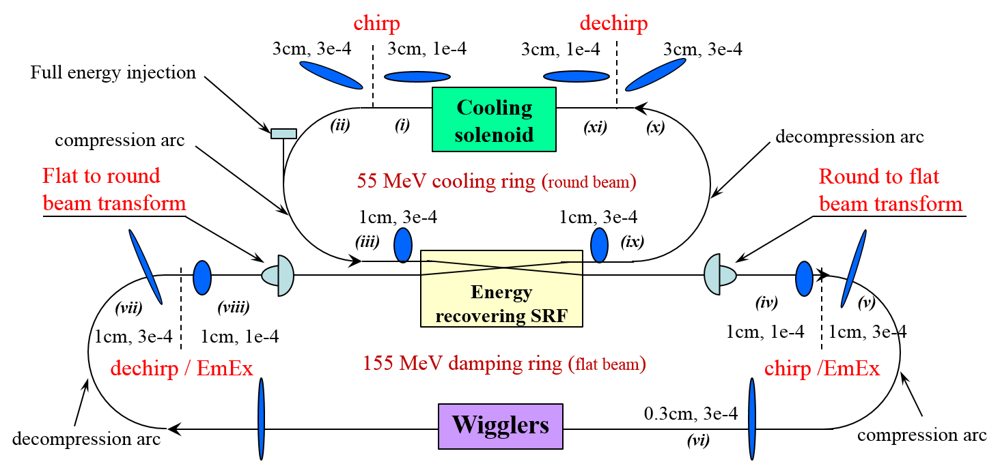 chirp
dechirp
3cm, 3e-4
3cm, 1e-4
3cm, 1e-4
3cm, 3e-4
Full energy injection
Cooling
solenoid
(ii)
(i)
(xi)
(x)
compression arc
decompression arc
Flat to round
beam transform
55 MeV cooling ring (round beam)
Round to flat
beam transform
1cm, 3e-4
1cm, 3e-4
(iii)
(ix)
Energy
recovering SRF
(vii)
(viii)
(iv)
(v)
1cm, 3e-4
1cm, 1e-4
1cm, 1e-4
1cm, 3e-4
dechirp / EmEx
155 MeV damping ring (flat beam)
chirp /EmEx
Wigglers
0.3cm, 3e-4
(vi)
decompression arc
compression arc